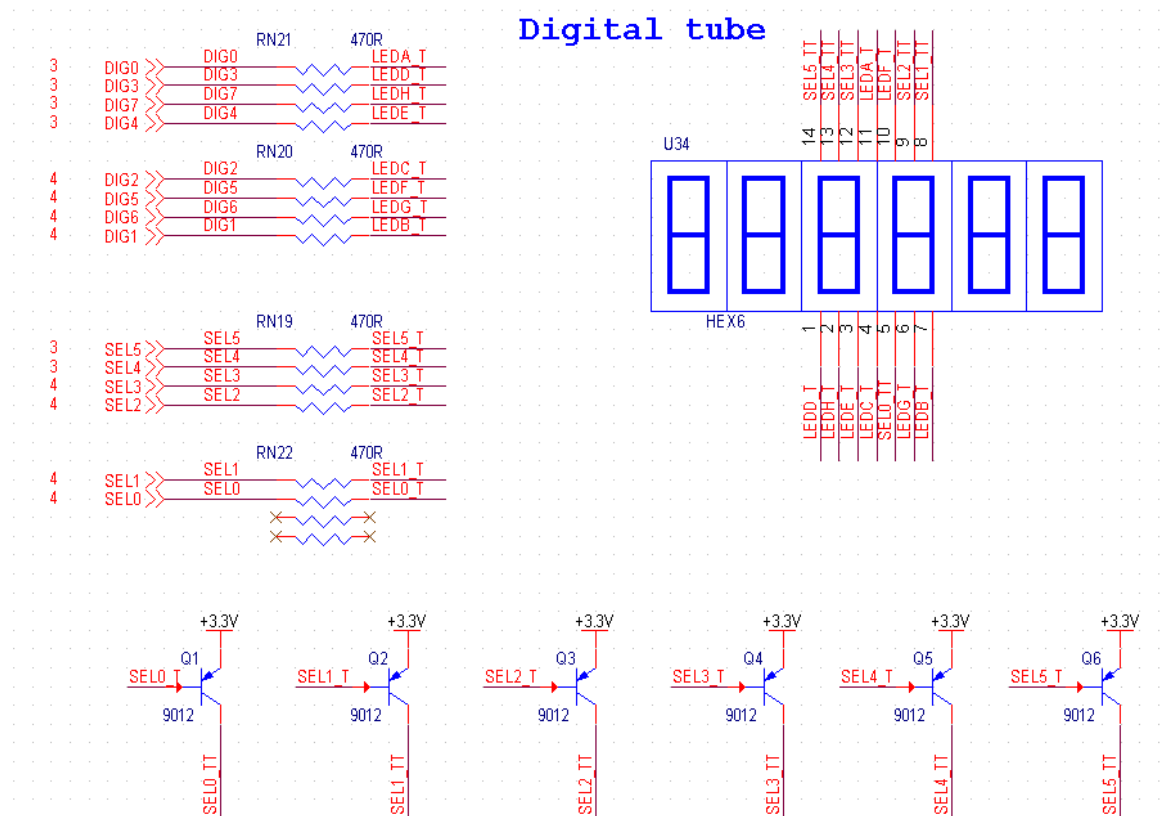 Digital tube
RN21 470R
3 DIG0 DIG0 LEDA_T
3 DIG3 DIG3 LEDD_T
3 DIG7 DIG7 LEDH_T
3 DIG4 DIG4 LEDE_T
RN20 470R
4 DIG2 DIG2 LEDC_T
4 DIG5 DIG5 LEDF_T
4 DIG6 DIG6 LEDG_T
4 DIG1 DIG1 LEDB_T
RN19 470R
3 SEL5 SEL5 SEL5_T
3 SEL4 SEL4 SEL4_T
4 SEL3 SEL3 SEL3_T
4 SEL2 SEL2 SEL2_T
RN22 470R
4 SEL1 SEL1 SEL1_T
4 SEL0 SEL0 SEL0_T
SEL5_TT
SEL4_TT
SEL3_TT
LEDA_T
LEDF_T
SEL2_TT
SEL1_TT
14 13 12 11 10 9 8
U34
HEX6
1 2 3 4 5 6 7
LEDD_T
LEDH_T
LEDE_T
LEDC_T
SEL0_TT
LEDG_T
LEDB_T
+3.3V +3.3V +3.3V +3.3V +3.3V +3.3V
Q1 Q2 Q3 Q4 Q5 Q6
SEL0_T SEL1_T SEL2_T SEL3_T SEL4_T SEL5_T
9012 9012 9012 9012 9012 9012
SEL0_TT SEL1_TT SEL2_TT SEL3_TT SEL4_TT SEL5_TT